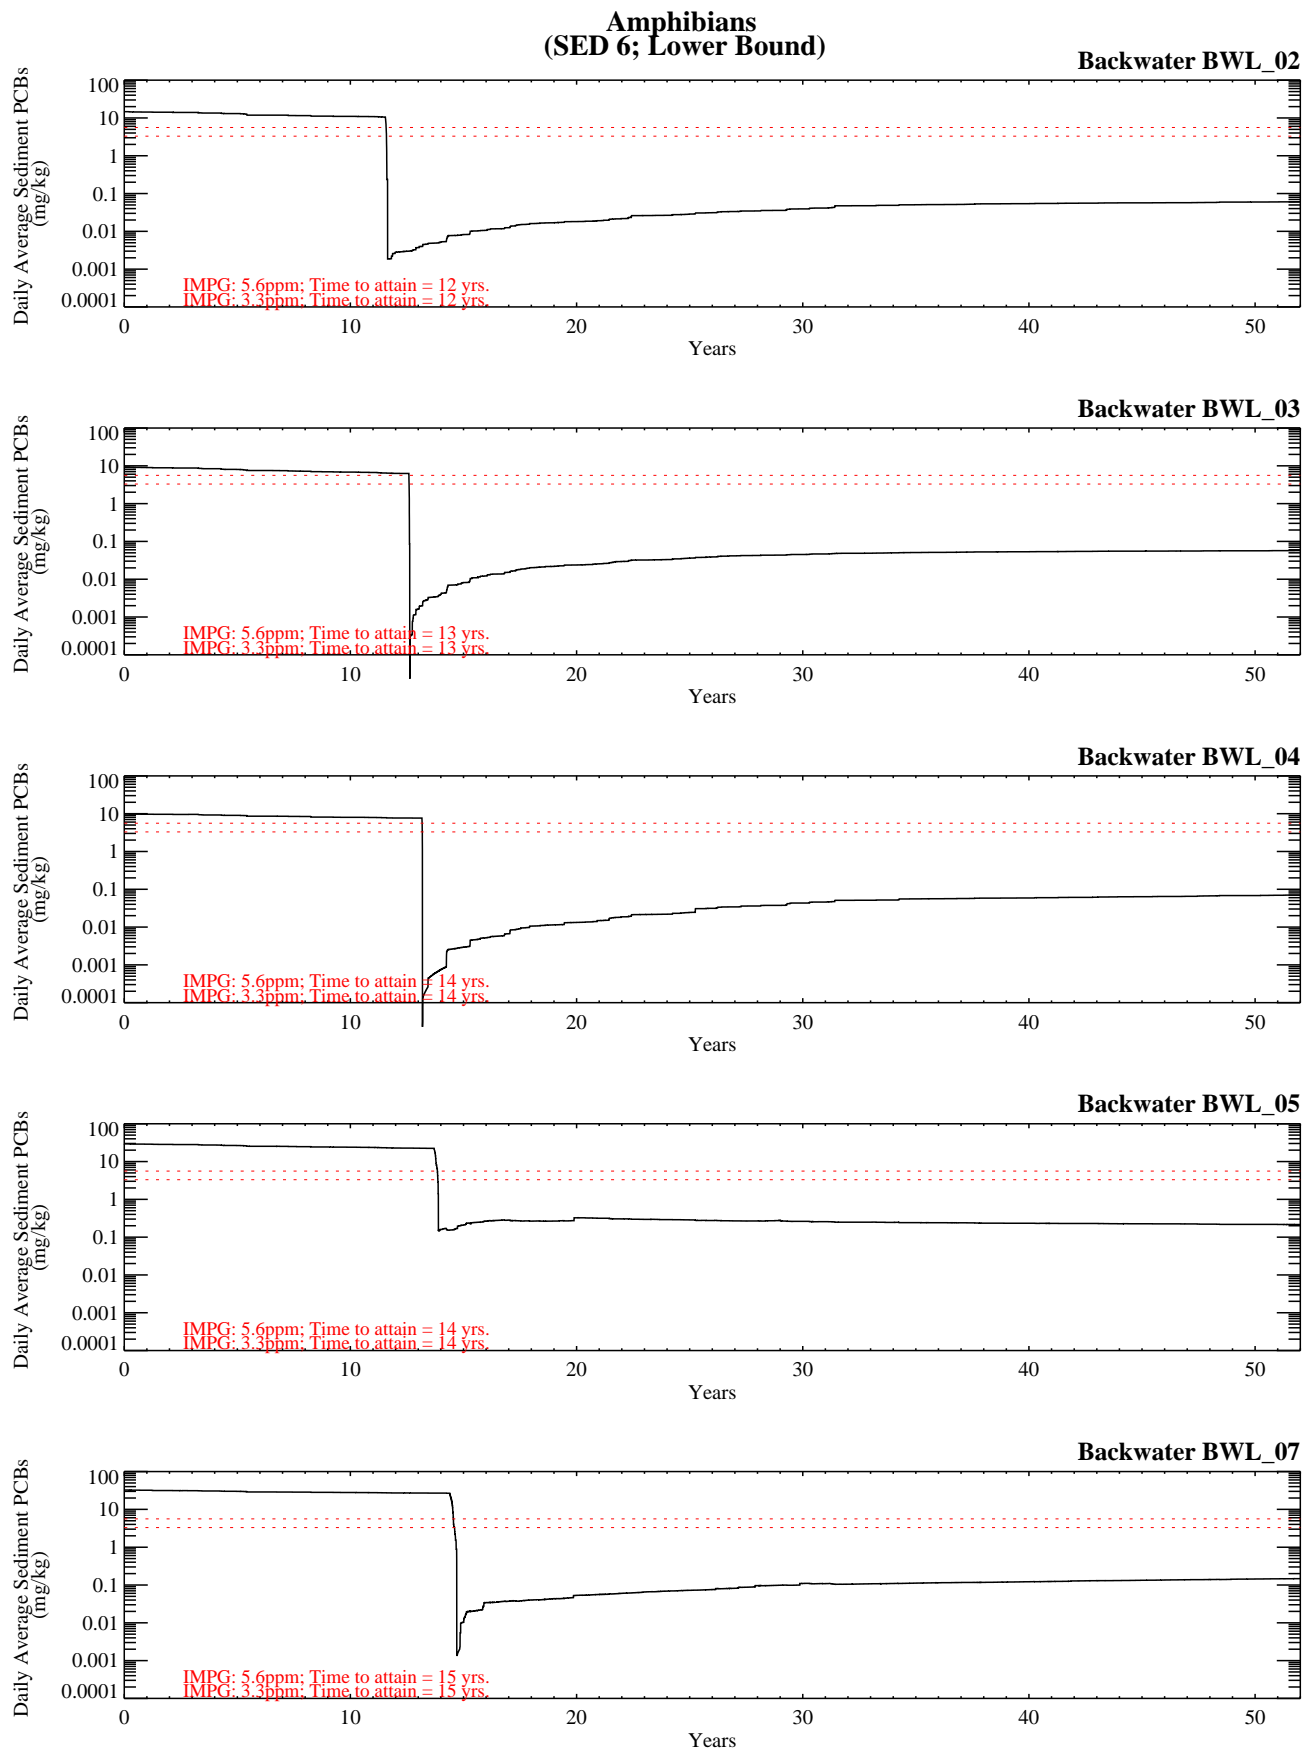 Amphibians
(SED 6; Lower Bound)
Backwater BWL_02
Daily Average Sediment PCBs
(mg/kg)
100
10
1
0.1
0.01
0.001
0.0001
IMPG: 5.6ppm; Time to attain = 12 yrs.
IMPG: 3.3ppm; Time to attain = 12 yrs.
0 10 20 30 40 50
Years
Backwater BWL_03
Daily Average Sediment PCBs
(mg/kg)
100
10
1
0.1
0.01
0.001
0.0001
IMPG: 5.6ppm; Time to attain = 13 yrs.
IMPG: 3.3ppm; Time to attain = 13 yrs.
0 10 20 30 40 50
Years
Backwater BWL_04
Daily Average Sediment PCBs
(mg/kg)
100
10
1
0.1
0.01
0.001
0.0001
IMPG: 5.6ppm; Time to attain = 14 yrs.
IMPG: 3.3ppm; Time to attain = 14 yrs.
0 10 20 30 40 50
Years
Backwater BWL_05
Daily Average Sediment PCBs
(mg/kg)
100
10
1
0.1
0.01
0.001
0.0001
IMPG: 5.6ppm; Time to attain = 14 yrs.
IMPG: 3.3ppm; Time to attain = 14 yrs.
0 10 20 30 40 50
Years
Backwater BWL_07
Daily Average Sediment PCBs
(mg/kg)
100
10
1
0.1
0.01
0.001
0.0001
IMPG: 5.6ppm; Time to attain = 15 yrs.
IMPG: 3.3ppm; Time to attain = 15 yrs.
0 10 20 30 40 50
Years